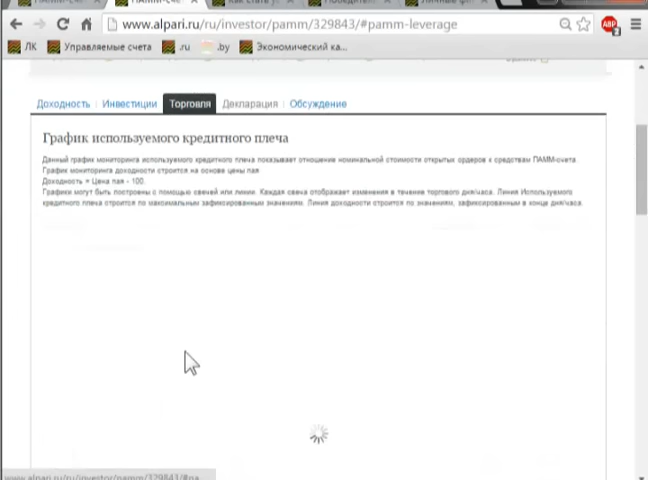 www.alpari.ru/ru/investor/pamm/329843/#pamm-leverage
ABP
ЛК Управляемые счета .ru .by Экономический ка...
Доходность Инвестиции Торговля Декларация Обсуждение
График используемого кредитного плеча
Данный график мониторинга используемого кредитного плеча показывает отношение номинальной стоимости открытых ордеров к средствам ПАММ-счета
График мониторинга доходности строится на основе цены пая
Доходность = Цена пая - 100.
Графики могут быть построены с помощью свечей или линии. Каждая свеча отображает изменения в течение торгового дня/часа. Линия Используемого
кредитного плеча строится по максимальным зафиксированным значениям. Линия доходности строится по значениям, зафиксированным в конце дня/часа.
www.alpari.ru/ru/investor/pamm/329843/#pa...